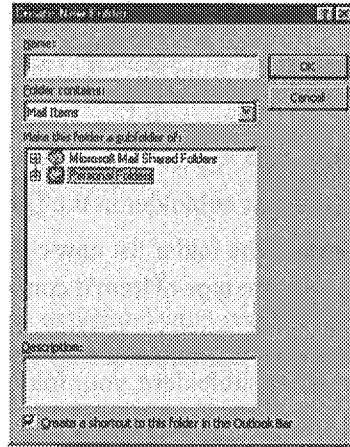 Create New Folder
Name:
OK
Folder contains:
Cancel
Mail Items
Make this folder a subfolder of:
Microsoft Mail Shared Folders
Personal Folders
Description:
Create a shortcut to this folder in the Outlook Bar